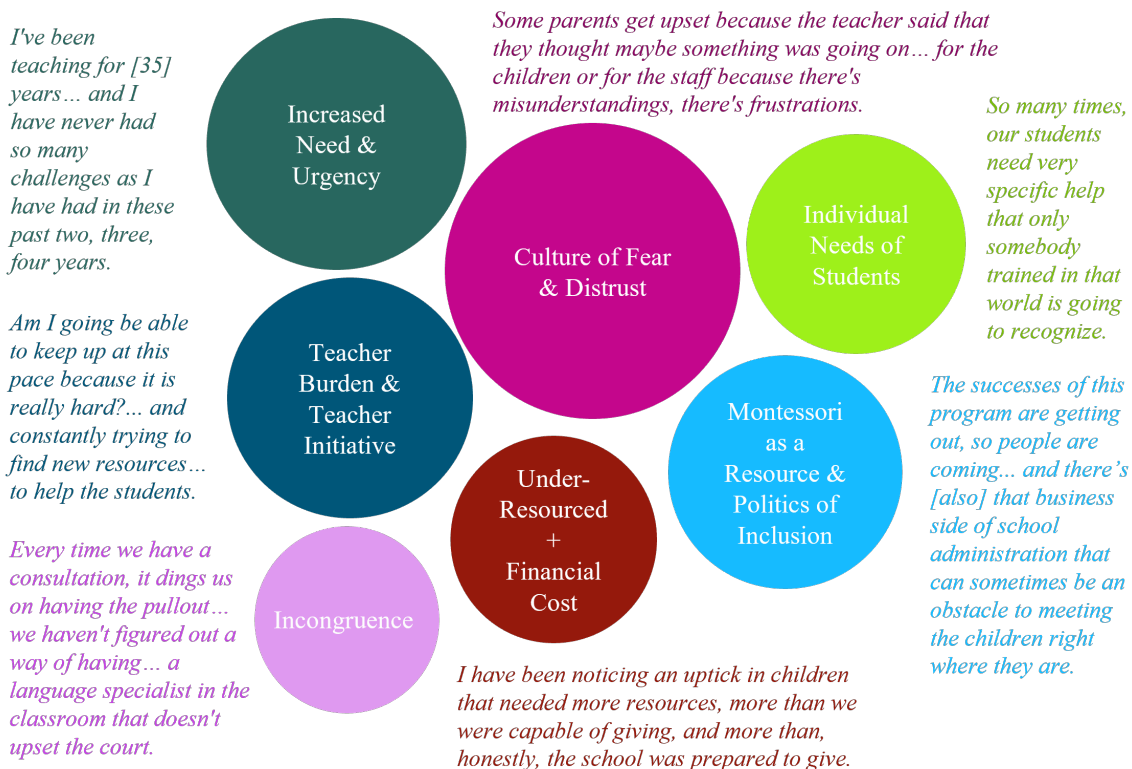 I've been
teaching for [35]
years… and I
have never had
so many
challenges as I
have had in these
past two, three,
four years.
Increased
Need &
Urgency
Some parents get upset because the teacher said that
they thought maybe something was going on… for the
children or for the staff because there's
misunderstandings, there's frustrations.
Culture of Fear
& Distrust
Individual
Needs of
Students
So many times,
our students
need very
specific help
that only
somebody
trained in that
world is going
to recognize.
Am I going be able
to keep up at this
pace because it is
really hard?... and
constantly trying to
find new resources…
to help the students.
Teacher
Burden &
Teacher
Initiative
Montessori
as a
Resource &
Politics of
Inclusion
The successes of this
program are getting
out, so people are
coming... and there’s
[also] that business
side of school
administration that
can sometimes be an
obstacle to meeting
the children right
where they are.
Under-
Resourced
+
Financial
Cost
Every time we have a
consultation, it dings us
on having the pullout…
we haven't figured out a
way of having… a
language specialist in the
classroom that doesn't
upset the court.
Incongruence
I have been noticing an uptick in children
that needed more resources, more than we
were capable of giving, and more than,
honestly, the school was prepared to give.